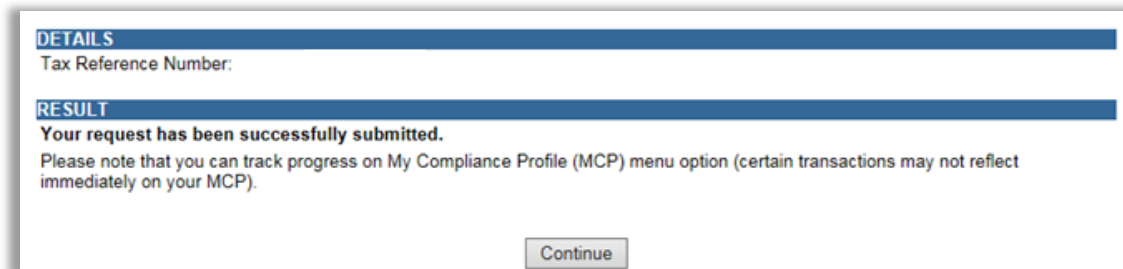 DETAILS
Tax Reference Number:
RESULT
Your request has been successfully submitted.
Please note that you can track progress on My Compliance Profile (MCP) menu option (certain transactions may not reflect
immediately on your MCP).
Continue